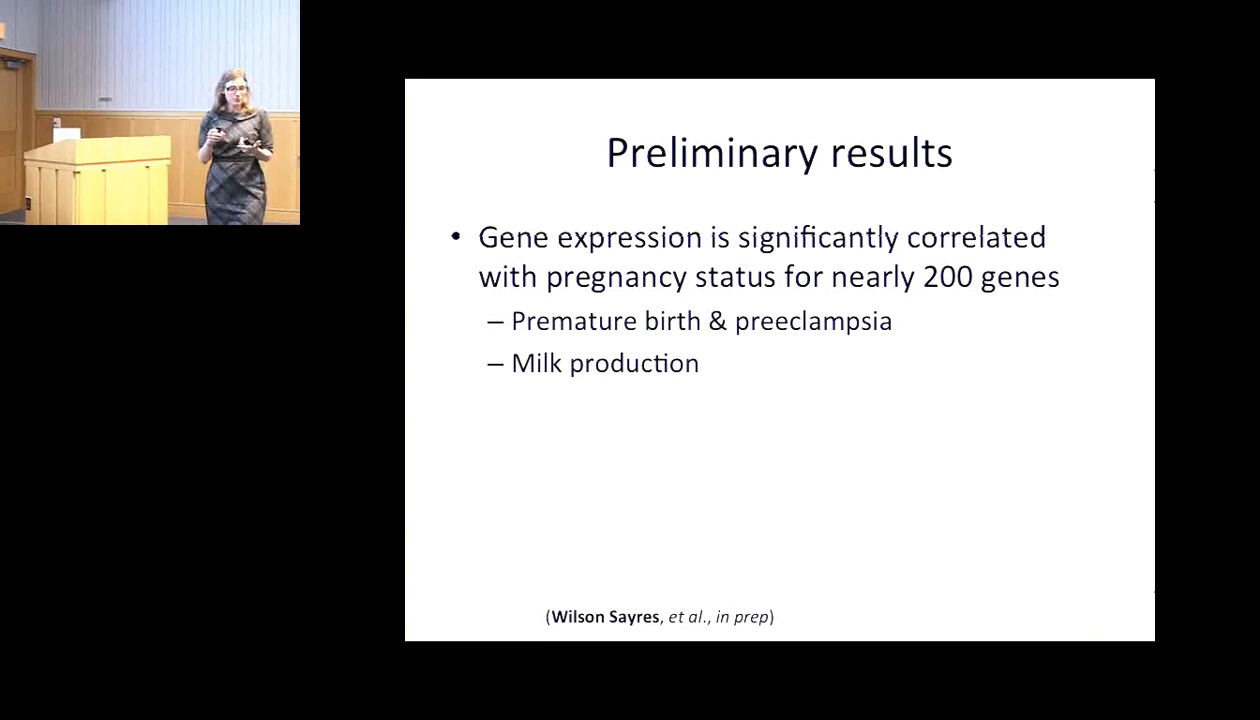 Preliminary results
• Gene expression is significantly correlated
with pregnancy status for nearly 200 genes
– Premature birth & preeclampsia
– Milk production
(Wilson Sayres, et al., in prep)